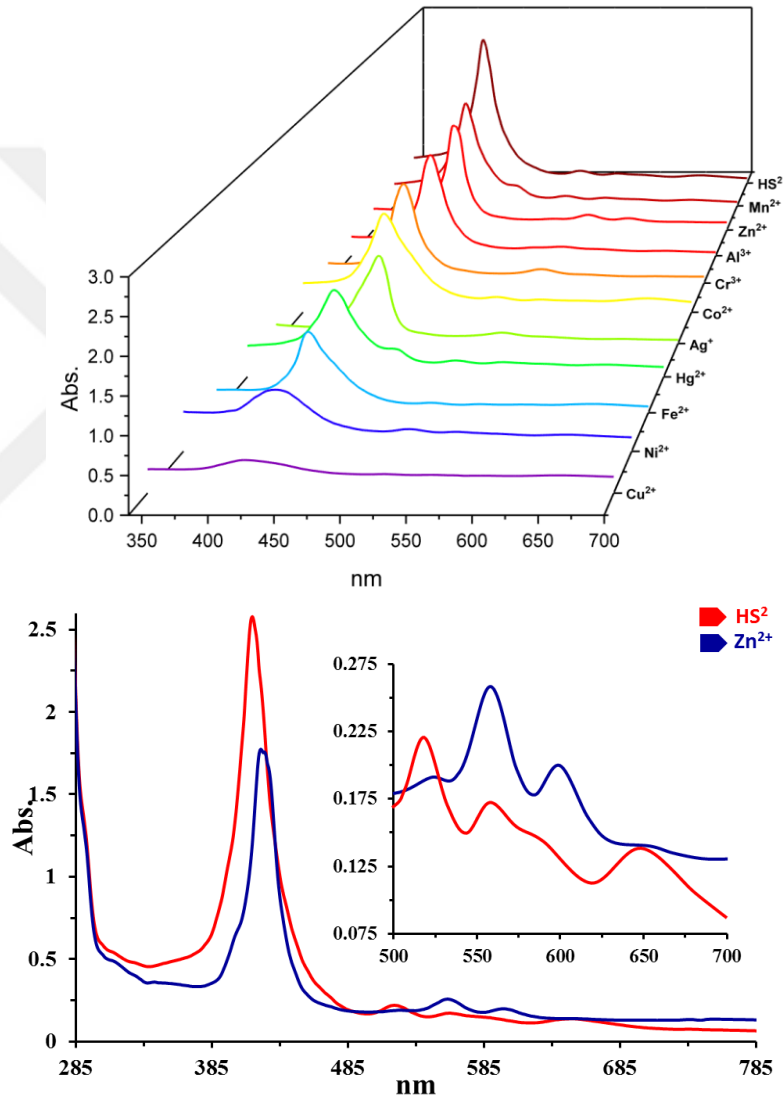 HS²
Mn²⁺
Zn²⁺
Al³⁺
Cr³⁺
Co²⁺
Ag⁺
Hg²⁺
Fe²⁺
Ni²⁺
Cu²⁺
3.0
2.5
2.0
1.5
1.0
0.5
0.0
Abs.
350 400 450 500 550 600 650 700
nm
HS²
Zn²⁺
2.5
2
1.5
1
0.5
0
Abs.
0.275
0.225
0.175
0.125
0.075
500 550 600 650 700
285 385 485 585 685 785
nm